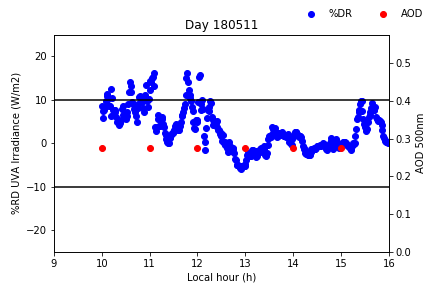 %DR AOD
Day 180511
20
10
0
−10
−20
%RD UVA Irradiance (W/m2)
0.5
0.4
0.3
0.2
0.1
0.0
AOD 500nm
9 10 11 12 13 14 15 16
Local hour (h)